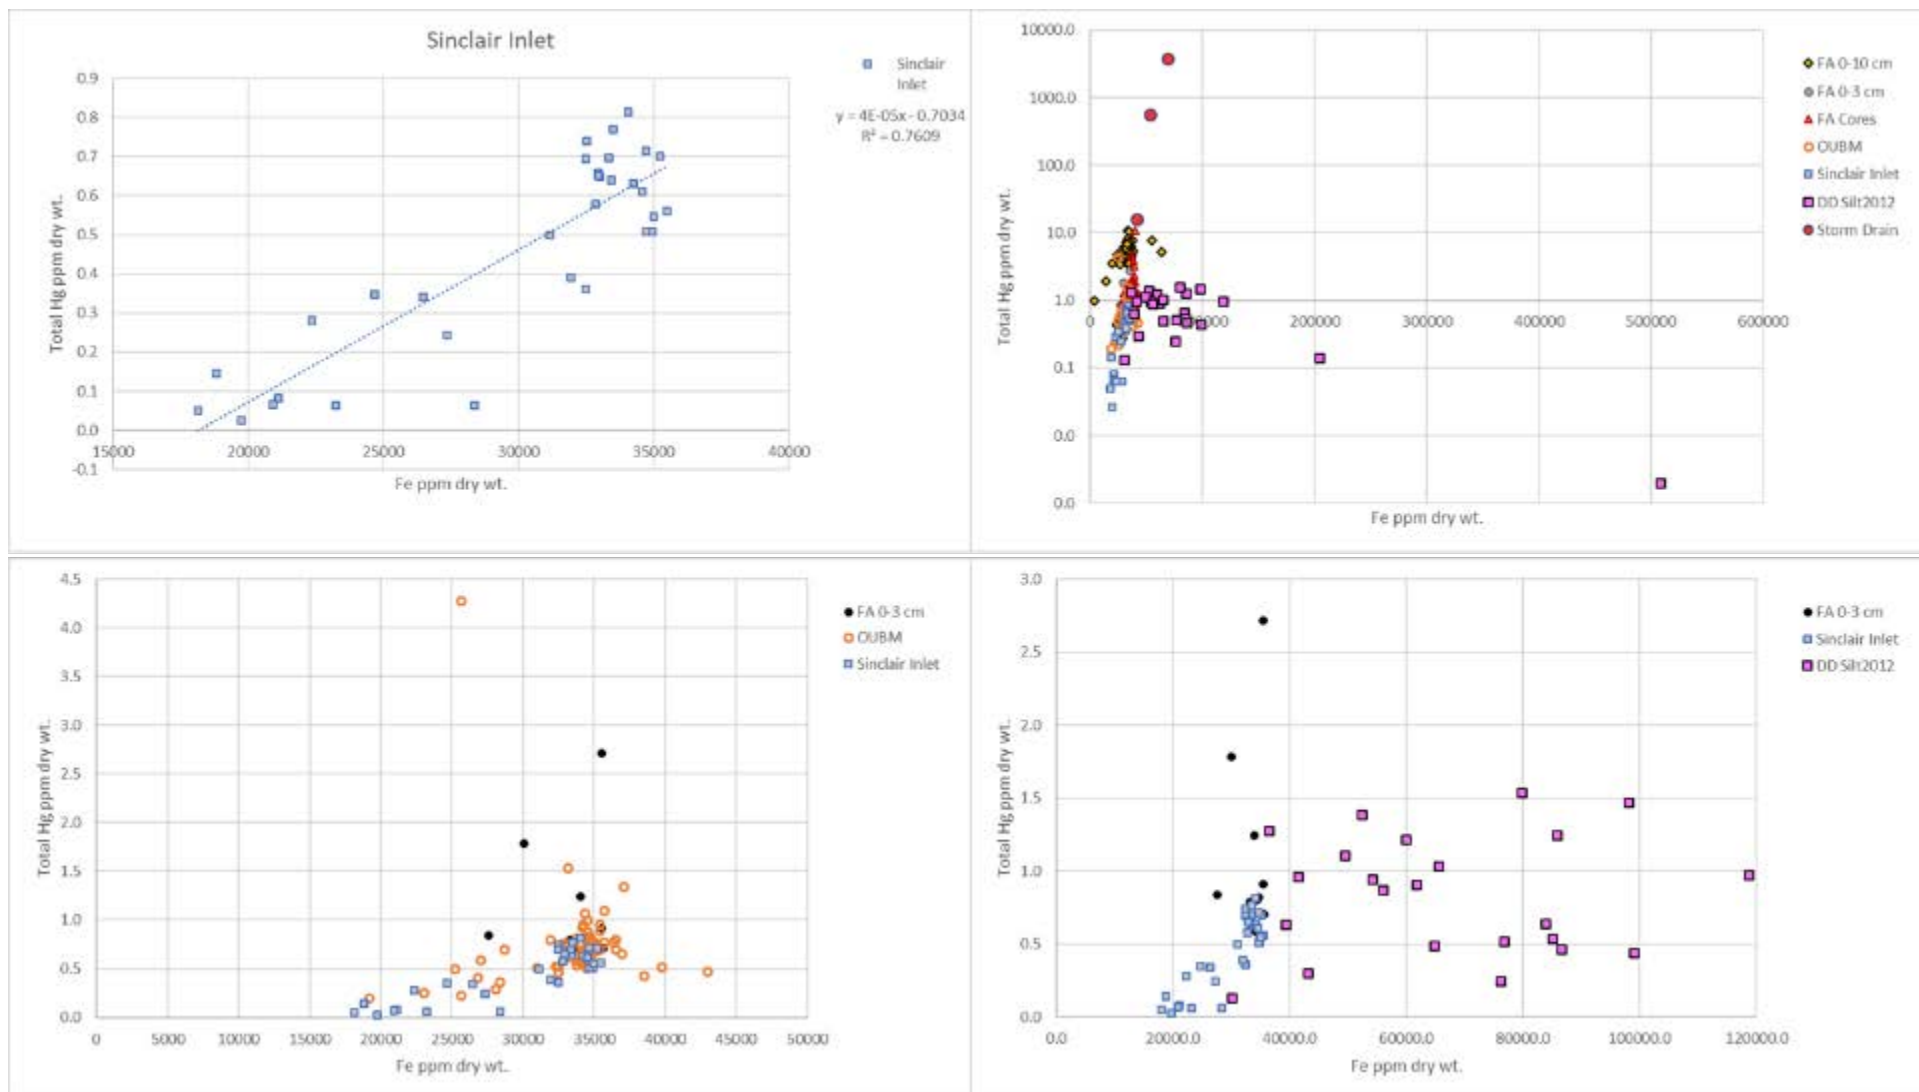 Sinclair Inlet
0.9
0.8
0.7
0.6
0.5
0.4
0.3
0.2
0.1
0.0
-0.1
15000 20000 25000 30000 35000 40000
Total Hg ppm dry wt.
Fe ppm dry wt.
Sinclair
Inlet
y = 4E-05x - 0.7034
R² = 0.7609
10000.0
1000.0
100.0
10.0
1.0
0.1
0.0
0.0
0 100000 200000 300000 400000 500000 600000
Total Hg ppm dry wt.
Fe ppm dry wt.
FA 0-10 cm
FA 0-3 cm
FA Cores
OUBM
Sinclair Inlet
DD Silt2012
Storm Drain
4.5
4.0
3.5
3.0
2.5
2.0
1.5
1.0
0.5
0.0
0 5000 10000 15000 20000 25000 30000 35000 40000 45000 50000
Total Hg ppm dry wt.
Fe ppm dry wt.
FA 0-3 cm
OUBM
Sinclair Inlet
3.0
2.5
2.0
1.5
1.0
0.5
0.0
0.0 20000.0 40000.0 60000.0 80000.0 100000.0 120000.0
Total Hg ppm dry wt.
Fe ppm dry wt.
FA 0-3 cm
Sinclair Inlet
DD Silt2012